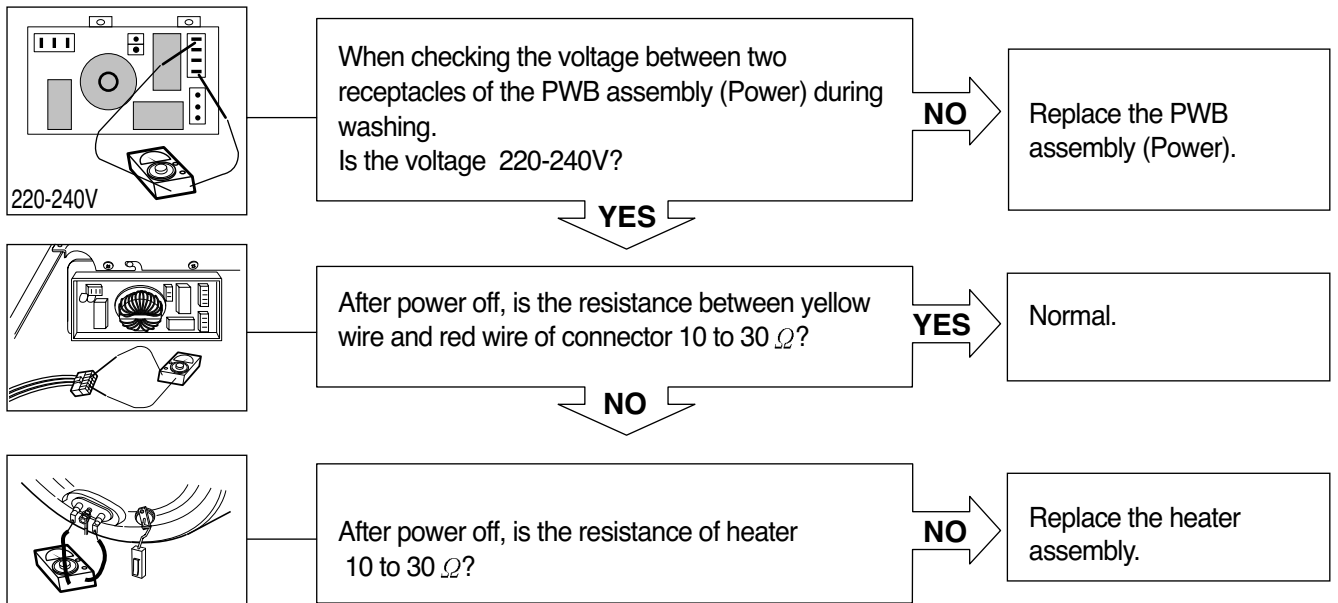 220-240V
When checking the voltage between two
receptacles of the PWB assembly (Power) during
washing.
Is the voltage 220-240V?
NO
Replace the PWB
assembly (Power).
YES
After power off, is the resistance between yellow
wire and red wire of connector 10 to 30 Ω?
YES
Normal.
NO
After power off, is the resistance of heater
10 to 30 Ω?
NO
Replace the heater
assembly.